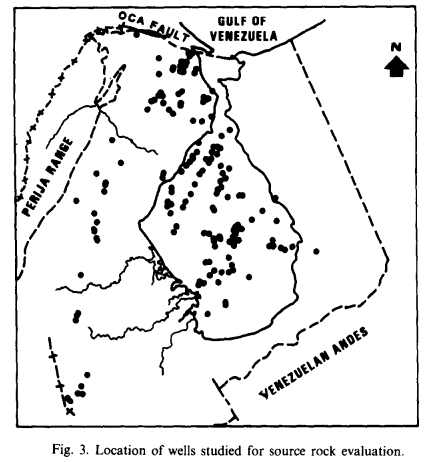 OCA FAULT
GULF OF
VENEZUELA
N
PERIJA RANGE
VENEZUELAN ANDES
Fig. 3. Location of wells studied for source rock evaluation.